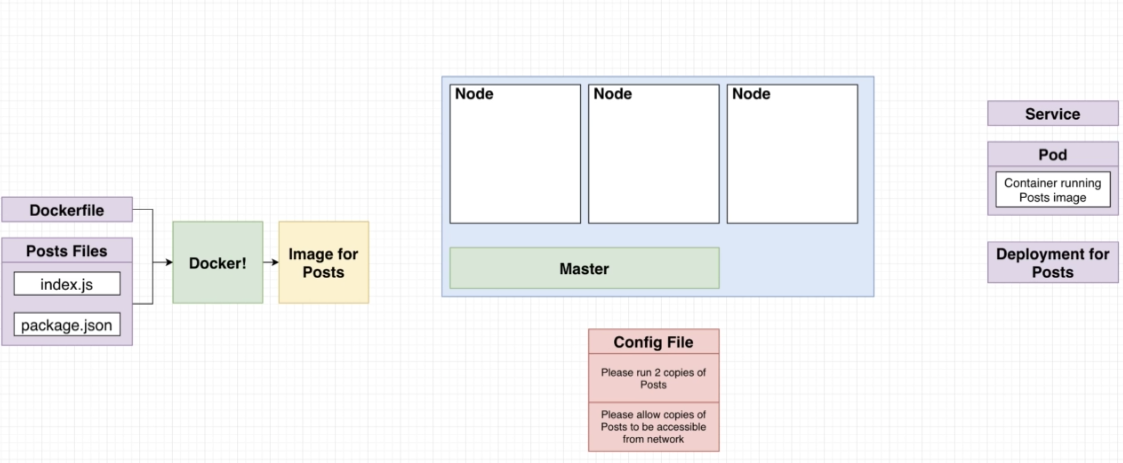 Dockerfile
Posts Files
index.js
package.json
Docker!
Image for
Posts
Node
Node
Node
Master
Config File
Please run 2 copies of
Posts
Please allow copies of
Posts to be accessible
from network
Service
Pod
Container running
Posts image
Deployment for
Posts